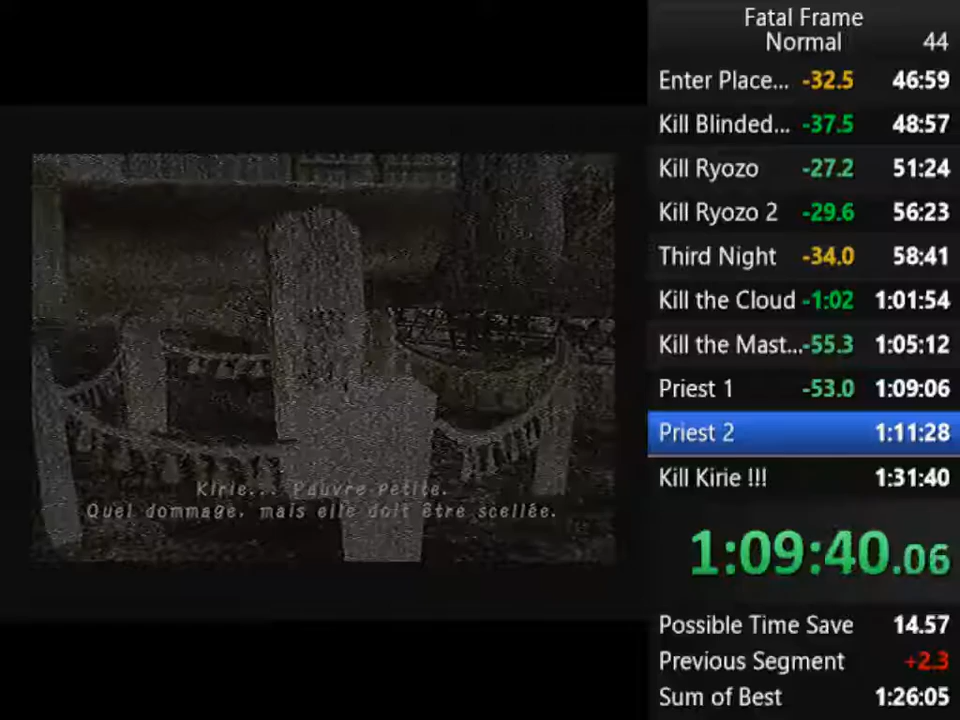 Fatal Frame
Normal 44
Enter Place... -32.5 46:59
Kill Blinded... -37.5 48:57
Kill Ryozo -27.2 51:24
Kill Ryozo 2 -29.6 56:23
Third Night -34.0 58:41
Kill the Cloud -1:02 1:01:54
Kill the Mast... -55.3 1:05:12
Priest 1 -53.0 1:09:06
Priest 2 1:11:28
Kill Kirie !!! 1:31:40
1:09:40.06
Possible Time Save 14.57
Previous Segment +2.3
Sum of Best 1:26:05
Kirie... Pauvre petite.
Quel dommage, mais elle doit être scellée.